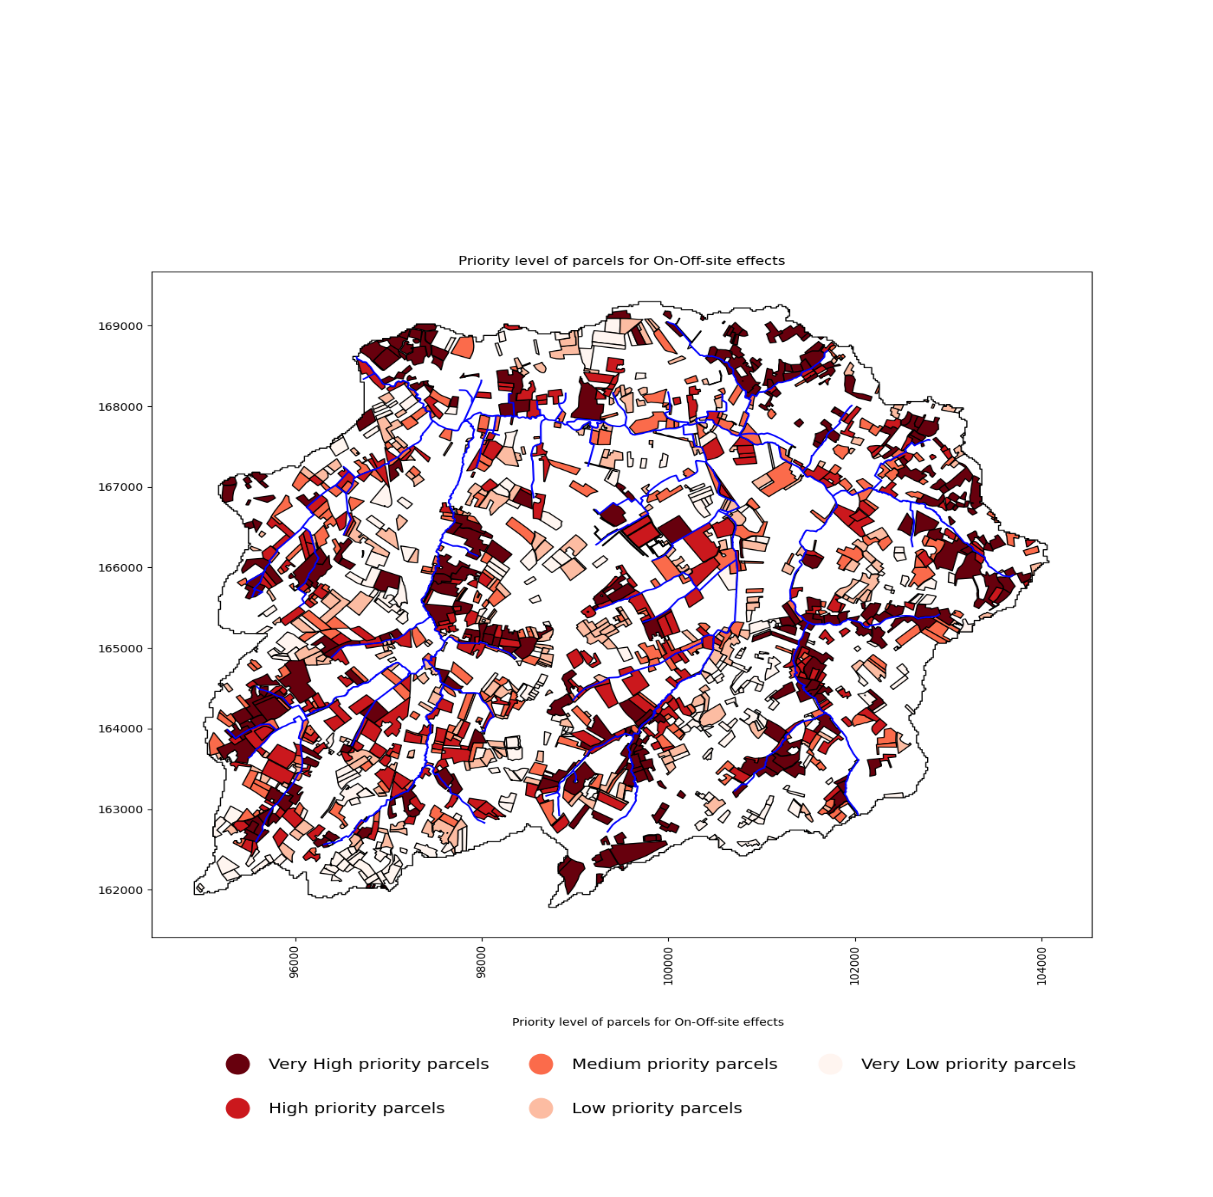 Priority level of parcels for On-Off-site effects
169000
168000
167000
166000
165000
164000
163000
162000
96000
98000
100000
102000
104000
Priority level of parcels for On-Off-site effects
Very High priority parcels
Medium priority parcels
Very Low priority parcels
High priority parcels
Low priority parcels